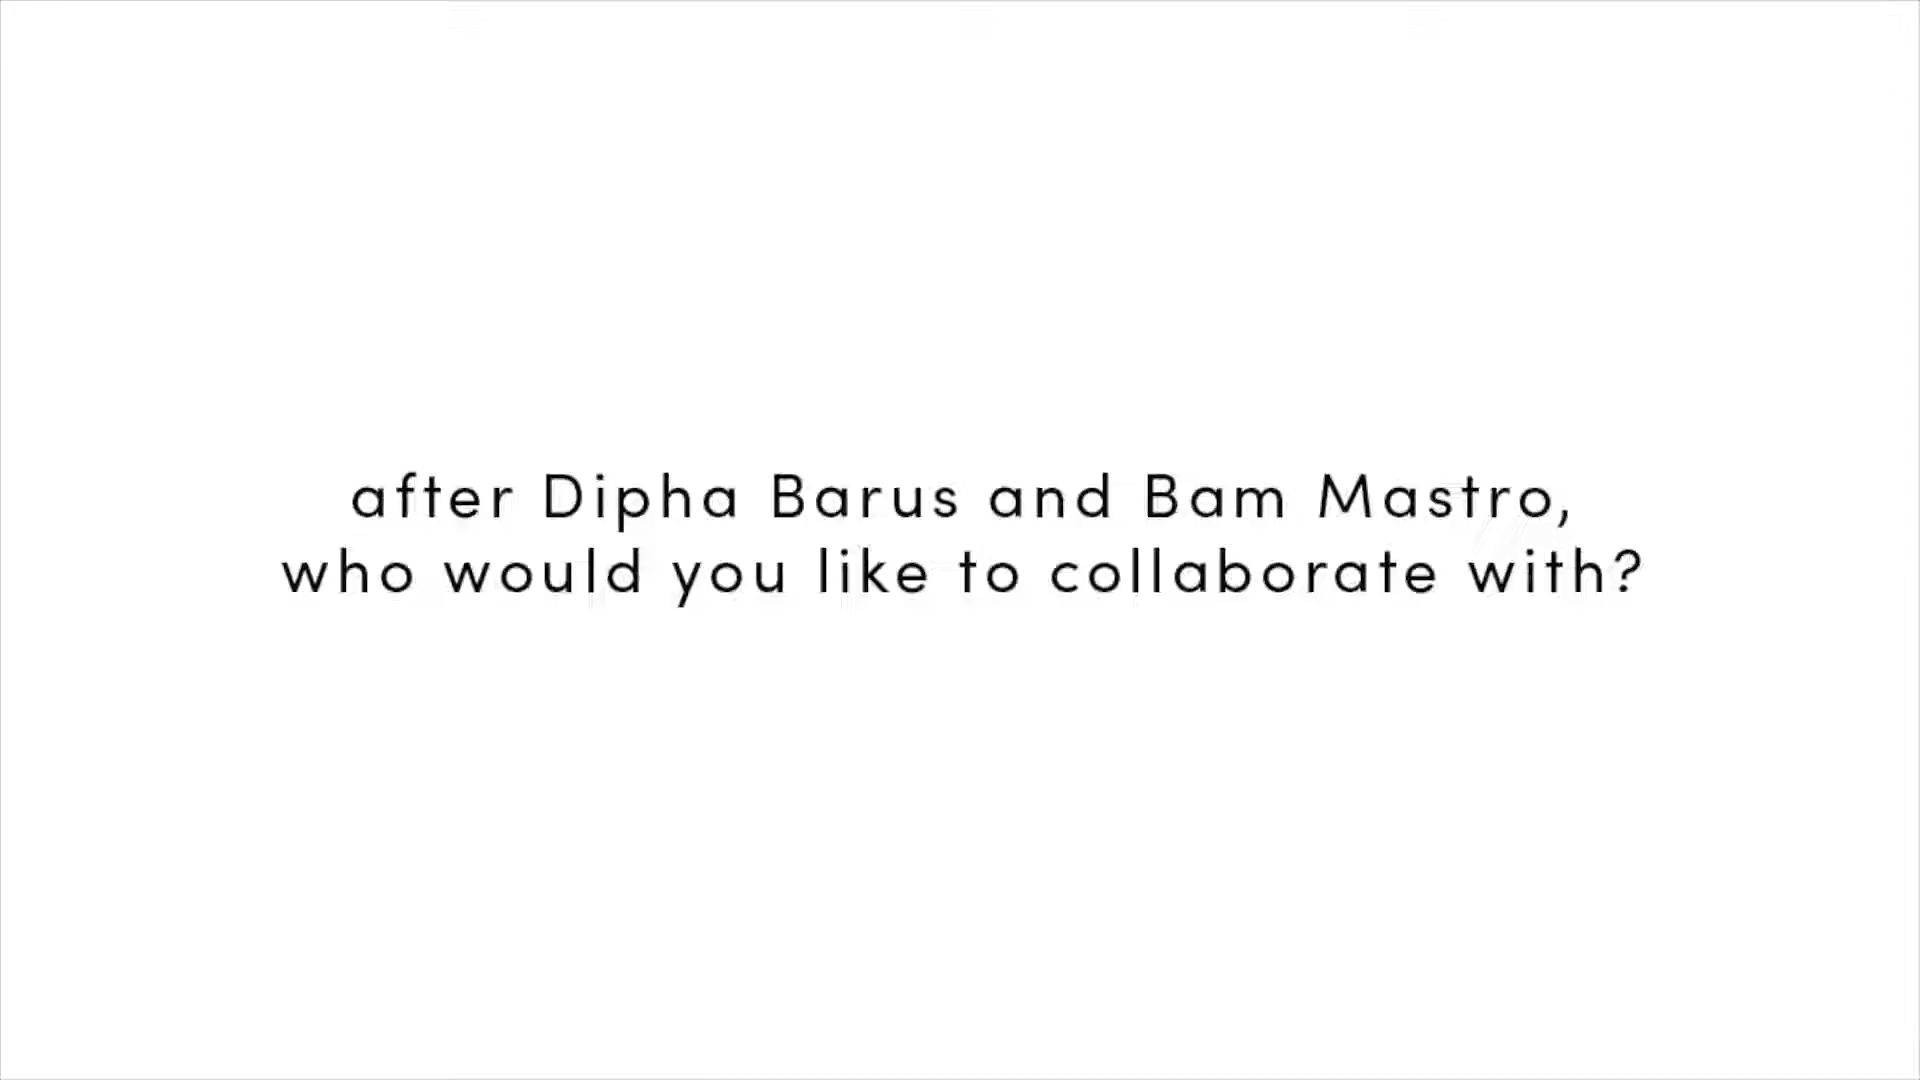 after Dipha Barus and Bam Mastro,
who would you like to collaborate with?